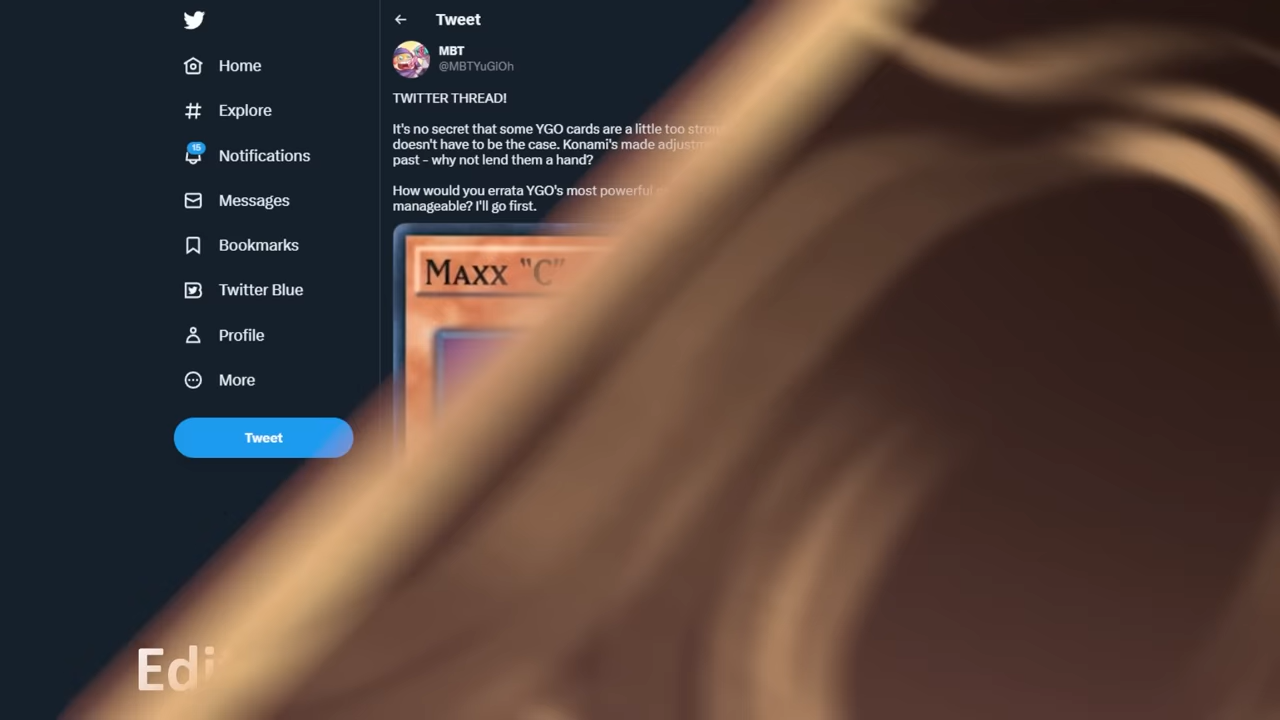 Tweet
MBT
@MBTYuGiOh
TWITTER THREAD!
It's no secret that some YGO cards are a little too
doesn't have to be the case. Konami's made
past - why not lend them a hand?
How would you errata YGO's most powerful
manageable? I'll go first.
MAXX "C"
Home
Explore
15
Notifications
Messages
Bookmarks
Twitter Blue
Profile
More
Tweet